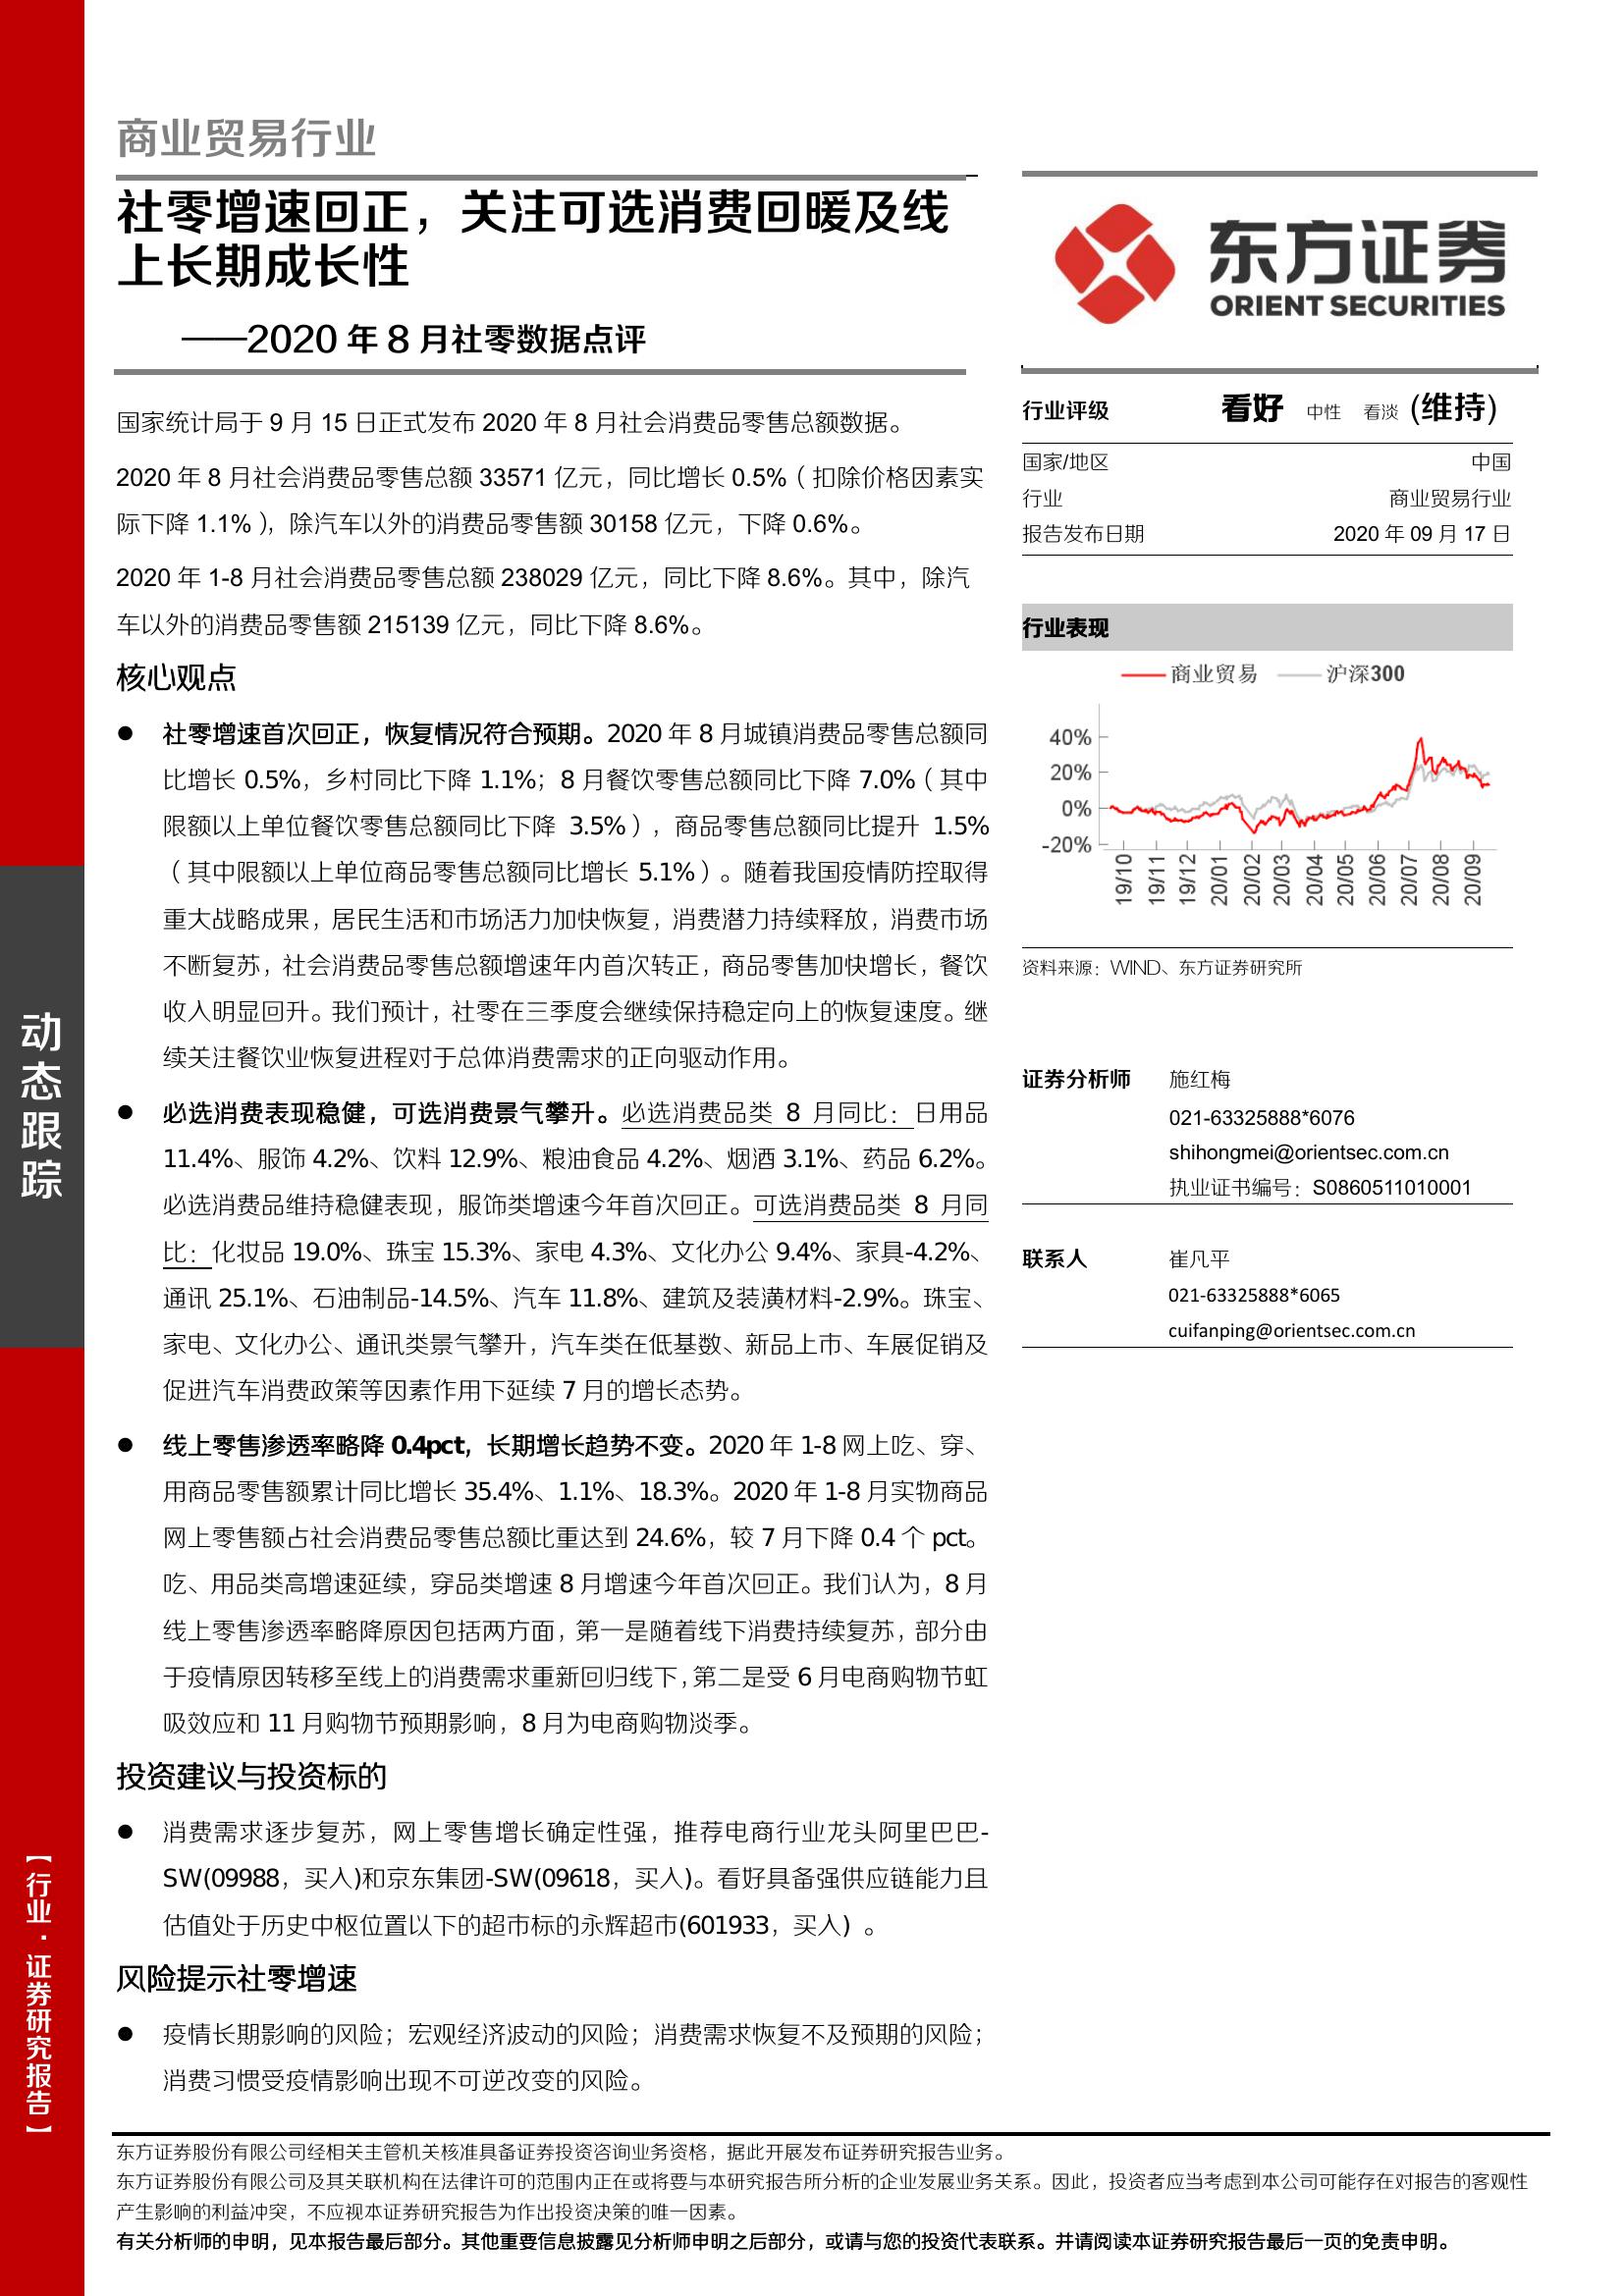 商业贸易行业
社零增速回正，关注可选消费回暖及线
上长期成长性
——2020 年 8 月社零数据点评
国家统计局于 9 月 15 日正式发布 2020 年 8 月社会消费品零售总额数据。
2020 年 8 月社会消费品零售总额 33571 亿元，同比增长 0.5%（扣除价格因素实
际下降 1.1%），除汽车以外的消费品零售额 30158 亿元，下降 0.6%。
2020 年 1-8 月社会消费品零售总额 238029 亿元，同比下降 8.6%。其中，除汽
车以外的消费品零售额 215139 亿元，同比下降 8.6%。
核心观点
● 社零增速首次回正，恢复情况符合预期。2020 年 8 月城镇消费品零售总额同
比增长 0.5%，乡村同比下降 1.1%；8 月餐饮零售总额同比下降 7.0%（其中
限额以上单位餐饮零售总额同比下降 3.5%），商品零售总额同比提升 1.5%
（其中限额以上单位商品零售总额同比增长 5.1%）。随着我国疫情防控取得
重大战略成果，居民生活和市场活力加快恢复，消费潜力持续释放，消费市场
不断复苏，社会消费品零售总额增速年内首次转正，商品零售加快增长，餐饮
收入明显回升。我们预计，社零在三季度会继续保持稳定向上的恢复速度。继
续关注餐饮业恢复进程对于总体消费需求的正向驱动作用。
● 必选消费表现稳健，可选消费景气攀升。必选消费品类 8 月同比：日用品
11.4%、服饰 4.2%、饮料 12.9%、粮油食品 4.2%、烟酒 3.1%、药品 6.2%。
必选消费品维持稳健表现，服饰类增速今年首次回正。可选消费品类 8 月同
比：化妆品 19.0%、珠宝 15.3%、家电 4.3%、文化办公 9.4%、家具-4.2%、
通讯 25.1%、石油制品-14.5%、汽车 11.8%、建筑及装潢材料-2.9%。珠宝、
家电、文化办公、通讯类景气攀升，汽车类在低基数、新品上市、车展促销及
促进汽车消费政策等因素作用下延续 7 月的增长态势。
● 线上零售渗透率略降 0.4pct，长期增长趋势不变。2020 年 1-8 网上吃、穿、
用商品零售额累计同比增长 35.4%、1.1%、18.3%。2020 年 1-8 月实物商品
网上零售额占社会消费品零售总额比重达到 24.6%，较 7 月下降 0.4 个 pct。
吃、用品类高增速延续，穿品类增速 8 月增速今年首次回正。我们认为，8 月
线上零售渗透率略降原因包括两方面，第一是随着线下消费持续复苏，部分由
于疫情原因转移至线上的消费需求重新回归线下，第二是受 6 月电商购物节虹
吸效应和 11 月购物节预期影响，8 月为电商购物淡季。
投资建议与投资标的
● 消费需求逐步复苏，网上零售增长确定性强，推荐电商行业龙头阿里巴巴-
SW(09988，买入)和京东集团-SW(09618，买入)。看好具备强供应链能力且
估值处于历史中枢位置以下的超市标的永辉超市(601933，买入) 。
风险提示社零增速
● 疫情长期影响的风险；宏观经济波动的风险；消费需求恢复不及预期的风险；
消费习惯受疫情影响出现不可逆改变的风险。
东方证券
ORIENT SECURITIES
行业评级 看好 中性 看淡 (维持)
国家/地区 中国
行业 商业贸易行业
报告发布日期 2020 年 09 月 17 日
行业表现
商业贸易 沪深300
40%
20%
0%
-20%
19/10 19/11 19/12 20/01 20/02 20/03 20/04 20/05 20/06 20/07 20/08 20/09
资料来源：WIND、东方证券研究所
证券分析师 施红梅
021-63325888*6076
shihongmei@orientsec.com.cn
执业证书编号：S0860511010001
联系人 崔凡平
021-63325888*6065
cuifanping@orientsec.com.cn
动态跟踪
【行业·证券研究报告】
东方证券股份有限公司经相关主管机关核准具备证券投资咨询业务资格，据此开展发布证券研究报告业务。
东方证券股份有限公司及其关联机构在法律许可的范围内正在或将要与本研究报告所分析的企业发展业务关系。因此，投资者应当考虑到本公司可能存在对报告的客观性
产生影响的利益冲突，不应视本证券研究报告为作出投资决策的唯一因素。
有关分析师的申明，见本报告最后部分。其他重要信息披露见分析师申明之后部分，或请与您的投资代表联系。并请阅读本证券研究报告最后一页的免责申明。